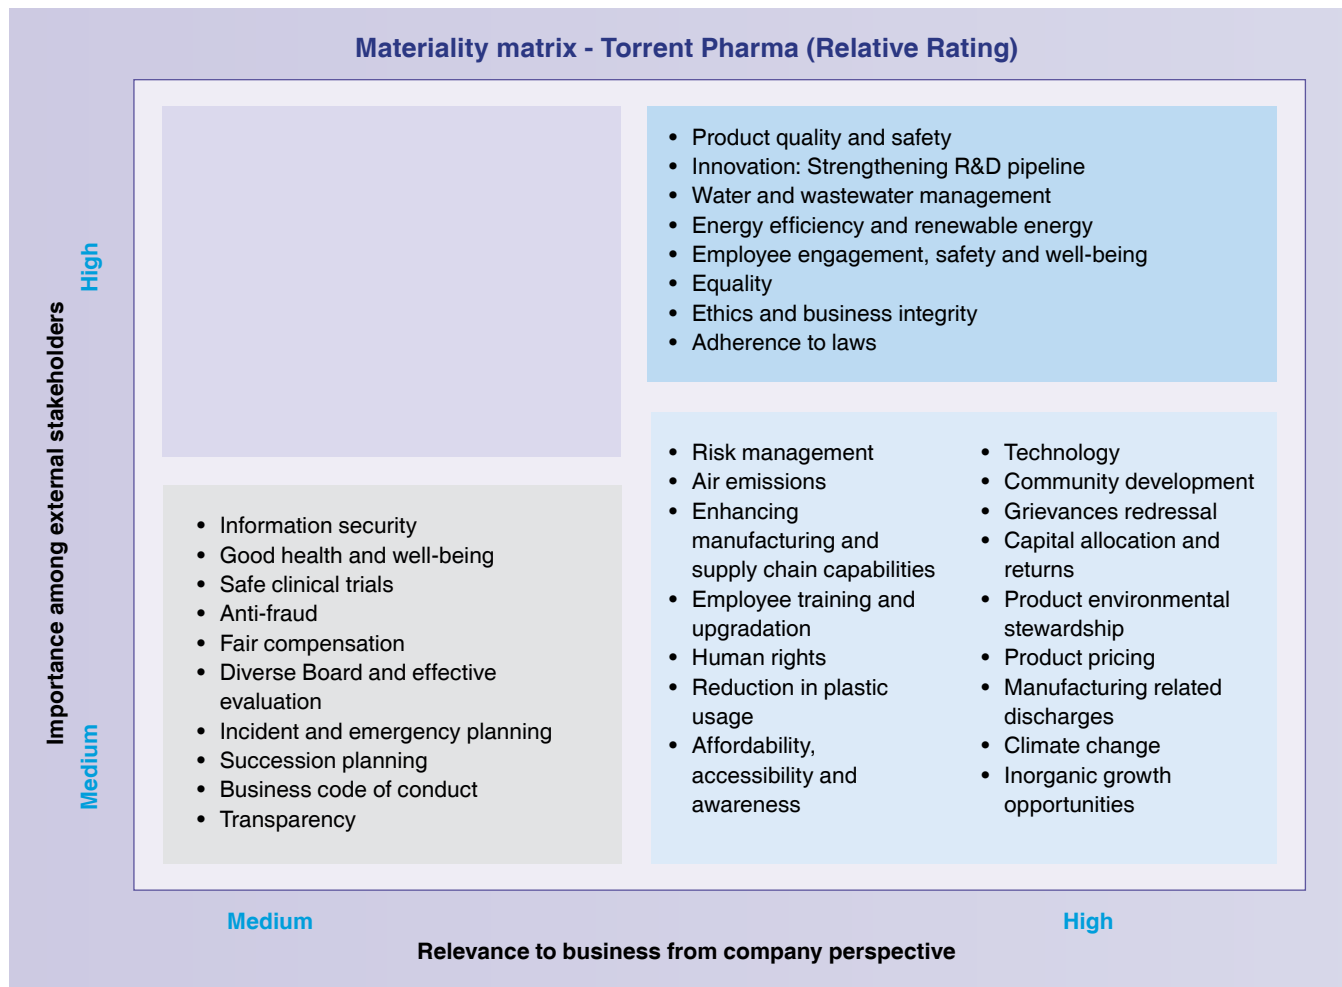 Materiality matrix - Torrent Pharma (Relative Rating)
Importance among external stakeholders
High
Medium
• Product quality and safety
• Innovation: Strengthening R&D pipeline
• Water and wastewater management
• Energy efficiency and renewable energy
• Employee engagement, safety and well-being
• Equality
• Ethics and business integrity
• Adherence to laws
• Information security
• Good health and well-being
• Safe clinical trials
• Anti-fraud
• Fair compensation
• Diverse Board and effective
evaluation
• Incident and emergency planning
• Succession planning
• Business code of conduct
• Transparency
• Risk management
• Air emissions
• Enhancing
manufacturing and
supply chain capabilities
• Employee training and
upgradation
• Human rights
• Reduction in plastic
usage
• Affordability,
accessibility and
awareness
• Technology
• Community development
• Grievances redressal
• Capital allocation and
returns
• Product environmental
stewardship
• Product pricing
• Manufacturing related
discharges
• Climate change
• Inorganic growth
opportunities
Medium
High
Relevance to business from company perspective